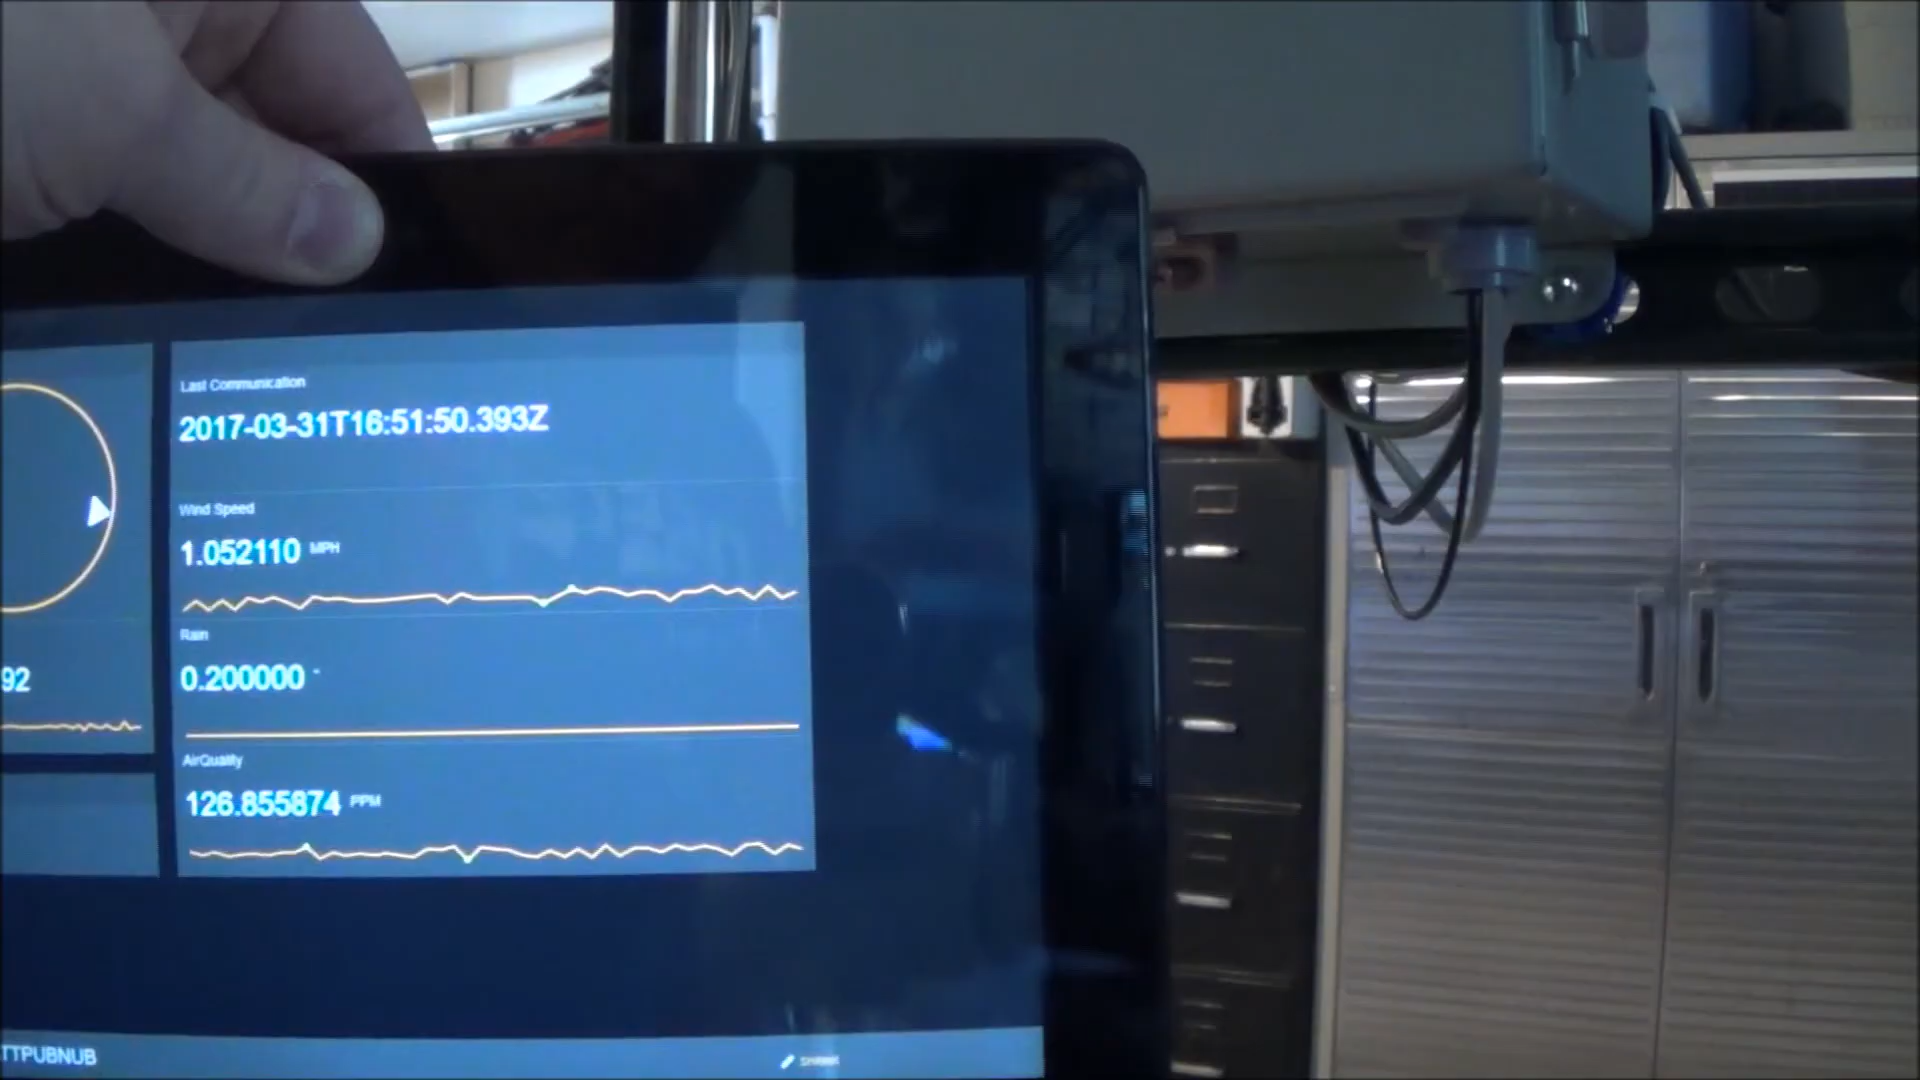 Last Communication
2017-03-31T16:51:50.393Z
Wind Speed
1.052110 MPH
Rain
0.200000 "
92
AirQuality
126.855874 PPM
TTPUBNUB